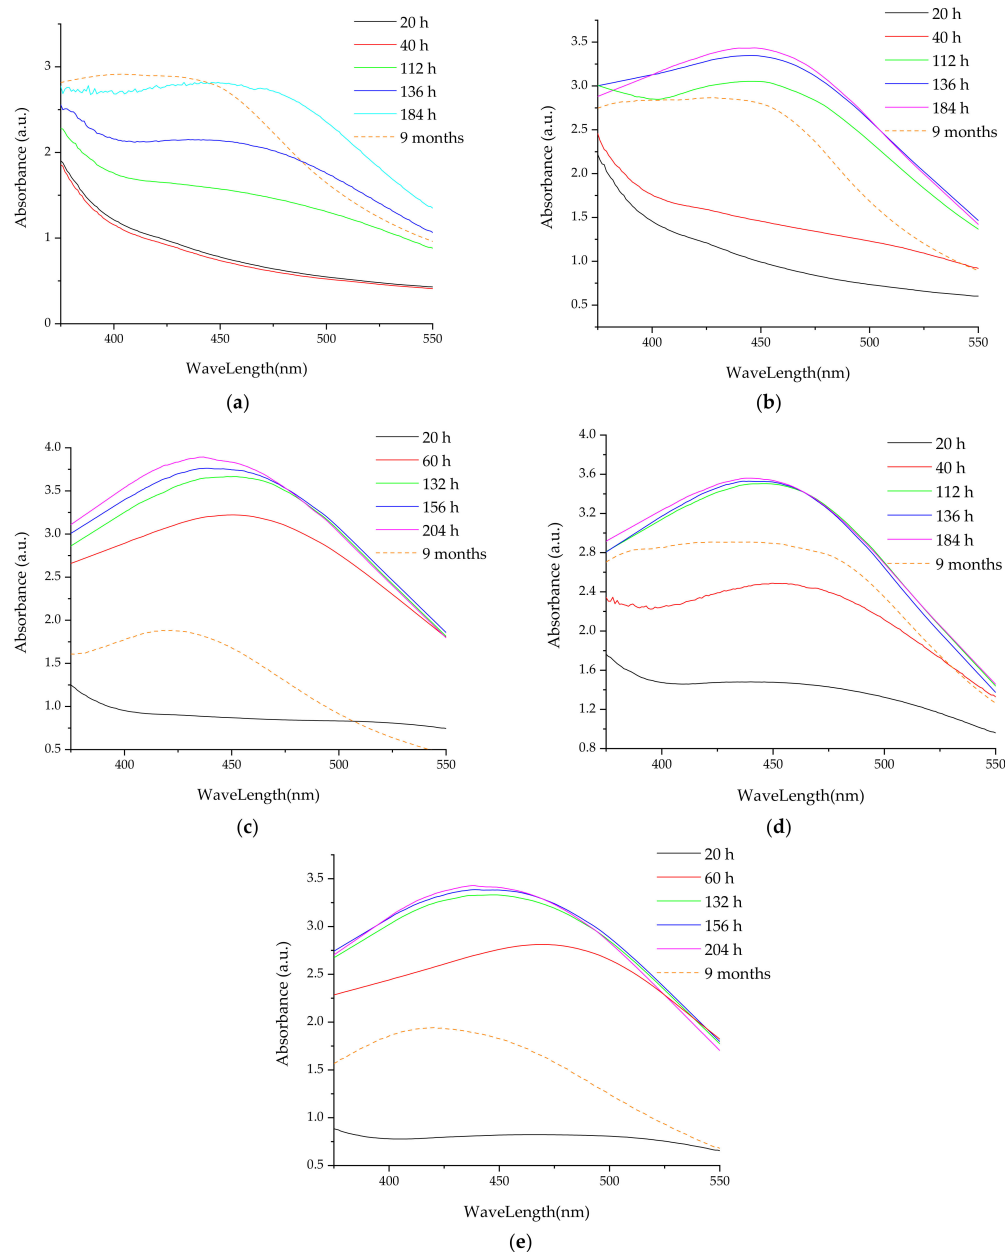 20 h
40 h
112 h
136 h
184 h
9 months
3
2
1
0
Absorbance (a.u.)
400
450
500
550
WaveLength(nm)
(a)
20 h
40 h
112 h
136 h
184 h
9 months
3.5
3.0
2.5
2.0
1.5
1.0
0.5
Absorbance (a.u.)
400
450
500
550
WaveLength(nm)
(b)
20 h
60 h
132 h
156 h
204 h
9 months
4.0
3.5
3.0
2.5
2.0
1.5
1.0
0.5
Absorbance (a.u.)
400
450
500
550
WaveLength(nm)
(c)
20 h
40 h
112 h
136 h
184 h
9 months
4.0
3.6
3.2
2.8
2.4
2.0
1.6
1.2
0.8
Absorbance (a.u.)
400
450
500
550
WaveLength(nm)
(d)
20 h
60 h
132 h
156 h
204 h
9 months
3.5
3.0
2.5
2.0
1.5
1.0
0.5
Absorbance (a.u.)
400
450
500
550
WaveLength(nm)
(e)